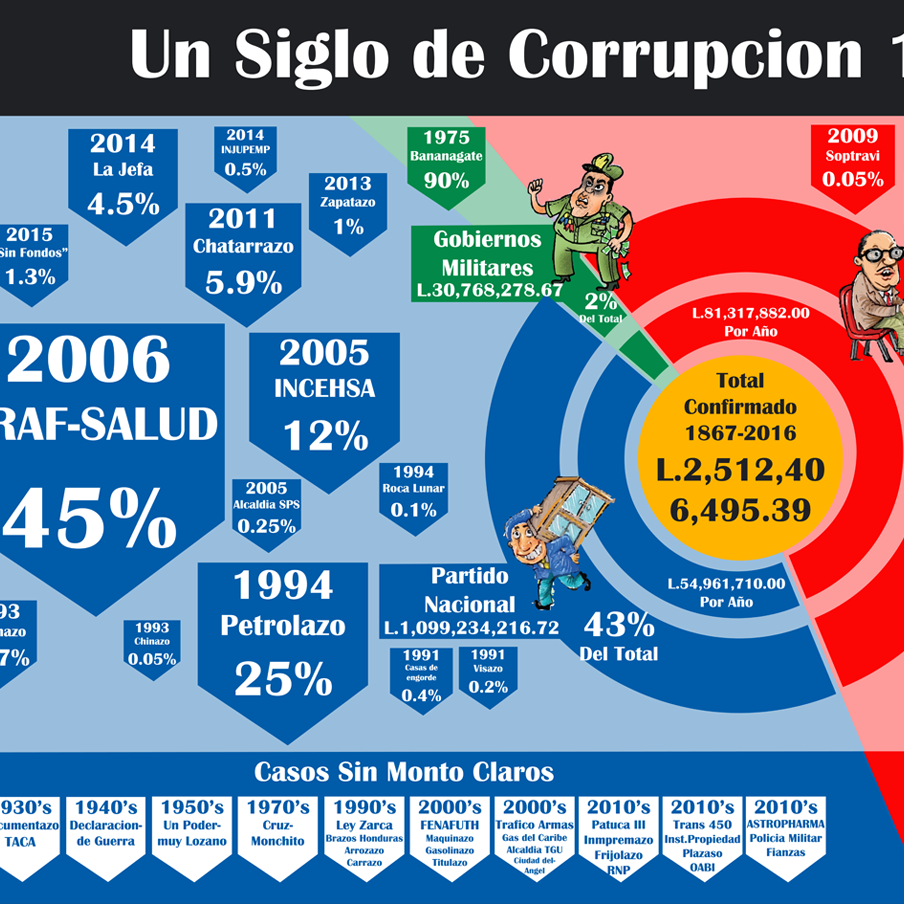 Un Siglo de Corrupcion 1
2014
La Jefa
4.5%
2014
INJUPEMP
0.5%
2013
Zapatazo
1%
2011
Chatarrazo
5.9%
2015
Sin Fondos”
1.3%
1975
Bananagate
90%
Gobiernos
Militares
L.30,768,278.67
2%
Del Total
2009
Soptravi
0.05%
L.81,317,882.00
Por Año
Total
Confirmado
1867-2016
L.2,512,40
6,495.39
L.54,961,710.00
Por Año
2006
RAF-SALUD
45%
2005
INCEHSA
12%
2005
Alcaldia SPS
0.25%
1994
Roca Lunar
0.1%
1994
Petrolazo
25%
Partido
Nacional
L.1,099,234,216.72
43%
Del Total
93
nazo
7%
1993
Chinazo
0.05%
1991
Casas de
engorde
0.4%
1991
Visazo
0.2%
Casos Sin Monto Claros
930’s
cumentazo
TACA
1940’s
Declaracion-
de Guerra
1950’s
Un Poder-
muy Lozano
1970’s
Cruz-
Monchito
1990’s
Ley Zarca
Brazos Honduras
Arrozazo
Carrazo
2000’s
FENAFUTH
Maquinazo
Gasolinazo
Titulazo
2000’s
Trafico Armas
Gas del Caribe
Alcaldia TGU
Ciudad del-
Angel
2010’s
Patuca III
Inmpremazo
Frijolazo
RNP
2010’s
Trans 450
Inst.Propiedad
Plazaso
OABI
2010’s
ASTROPHARMA
Policia Militar
Fianzas